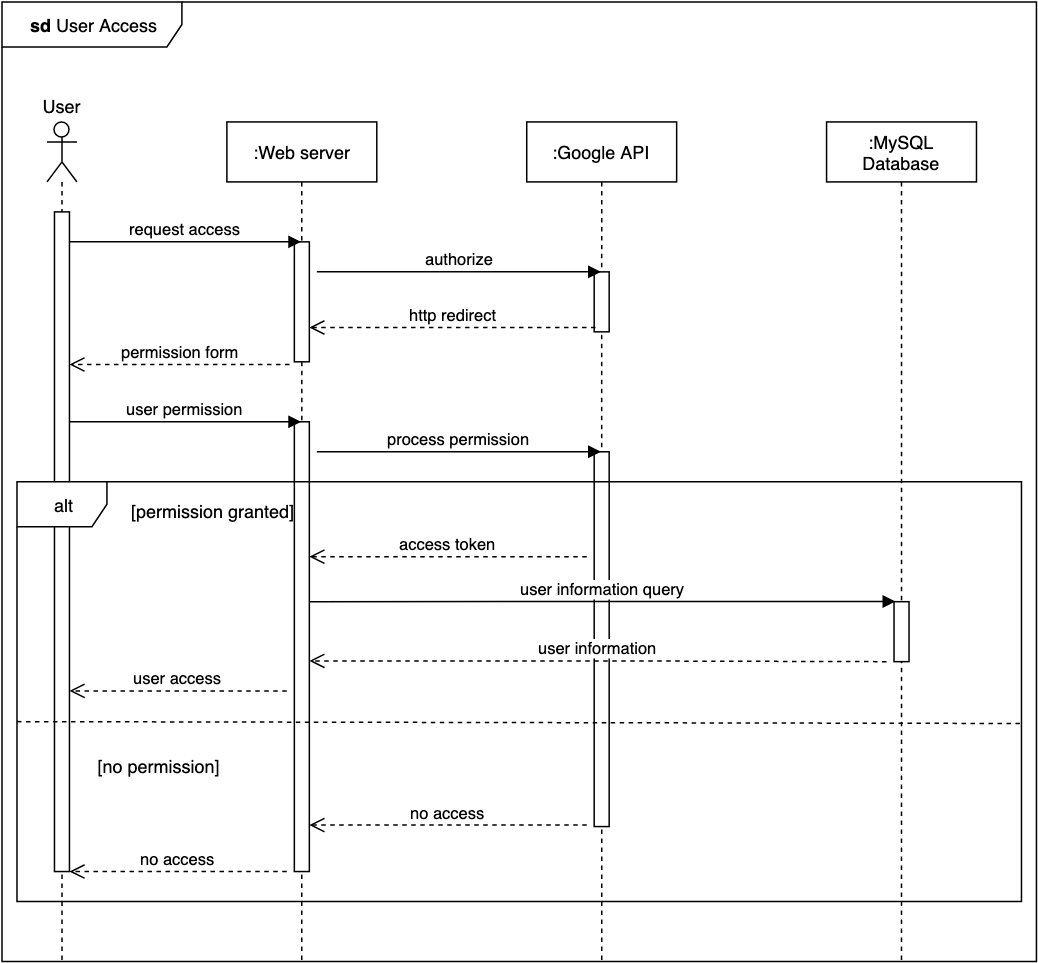 sd User Access
User
:Web server
:Google API
:MySQL
Database
request access
authorize
http redirect
permission form
user permission
process permission
alt
[permission granted]
access token
user information query
user information
user access
[no permission]
no access
no access